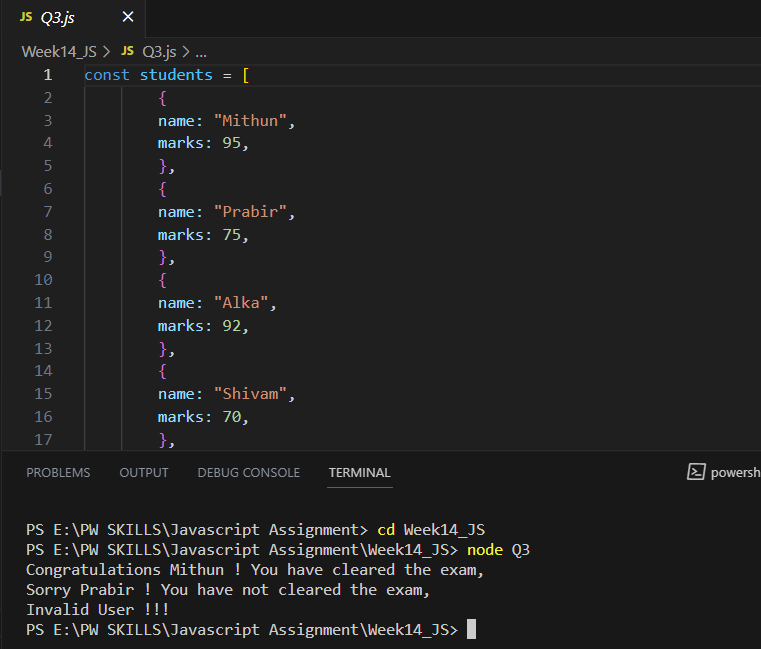 JS Q3.js ×
Week14_JS > JS Q3.js > ...
1 const students = [
2 {
3 name: "Mithun",
4 marks: 95,
5 },
6 {
7 name: "Prabir",
8 marks: 75,
9 },
10 {
11 name: "Alka",
12 marks: 92,
13 },
14 {
15 name: "Shivam",
16 marks: 70,
17 },
PROBLEMS OUTPUT DEBUG CONSOLE TERMINAL powersh
PS E:\PW SKILLS\Javascript Assignment> cd Week14_JS
PS E:\PW SKILLS\Javascript Assignment\Week14_JS> node Q3
Congratulations Mithun ! You have cleared the exam,
Sorry Prabir ! You have not cleared the exam,
Invalid User !!!
PS E:\PW SKILLS\Javascript Assignment\Week14_JS>